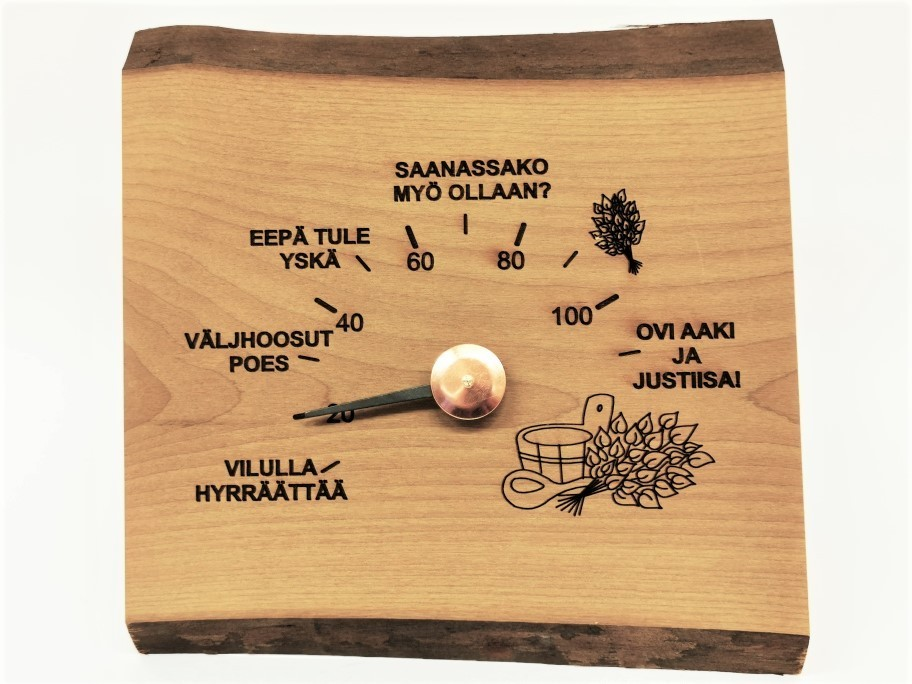 SAANASSAKO
MYÖ OLLAAN?
EEPÄ TULE
YSKÄ
60
80
40
100
VÄLJHOOSUT
POES
OVI AAKI
JA
JUSTIISA!
20
VILULLA
HYRRÄÄTTÄÄ